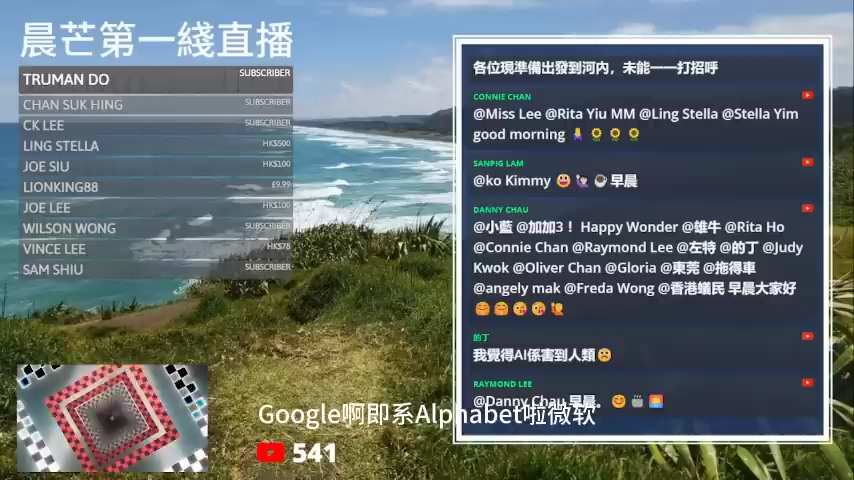 晨芒第一綫直播
TRUMAN DO SUBSCRIBER
CHAN SUK HING SUBSCRIBER
CK LEE SUBSCRIBER
LING STELLA HK$500
JOE SIU HK$100
LIONKING88 £9.99
JOE LEE HK$100
WILSON WONG SUBSCRIBER
VINCE LEE HK$78
SAM SHIU SUBSCRIBER
各位現準備出發到河內，未能一一打招呼
CONNIE CHAN
@Miss Lee @Rita Yiu MM @Ling Stella @Stella Yim
good morning
SANPIG LAM
@ko Kimmy 早晨
DANNY CHAU
@小藍 @加加3！ Happy Wonder @雄牛 @Rita Ho
@Connie Chan @Raymond Lee @左特 @的丁 @Judy
Kwok @Oliver Chan @Gloria @東莞 @拖得車
@angely mak @Freda Wong @香港蟻民 早晨大家好
的丁
我覺得AI係害到人類
RAYMOND LEE
@Danny Chau 早晨
Google啊即系Alphabet啦微软
541